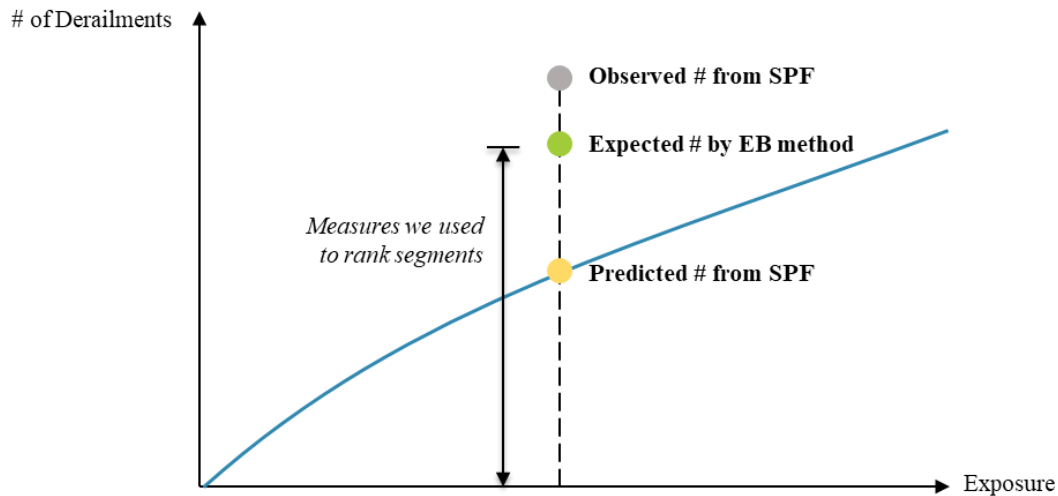 # of Derailments
Observed # from SPF
Expected # by EB method
Measures we used
to rank segments
Predicted # from SPF
Exposure